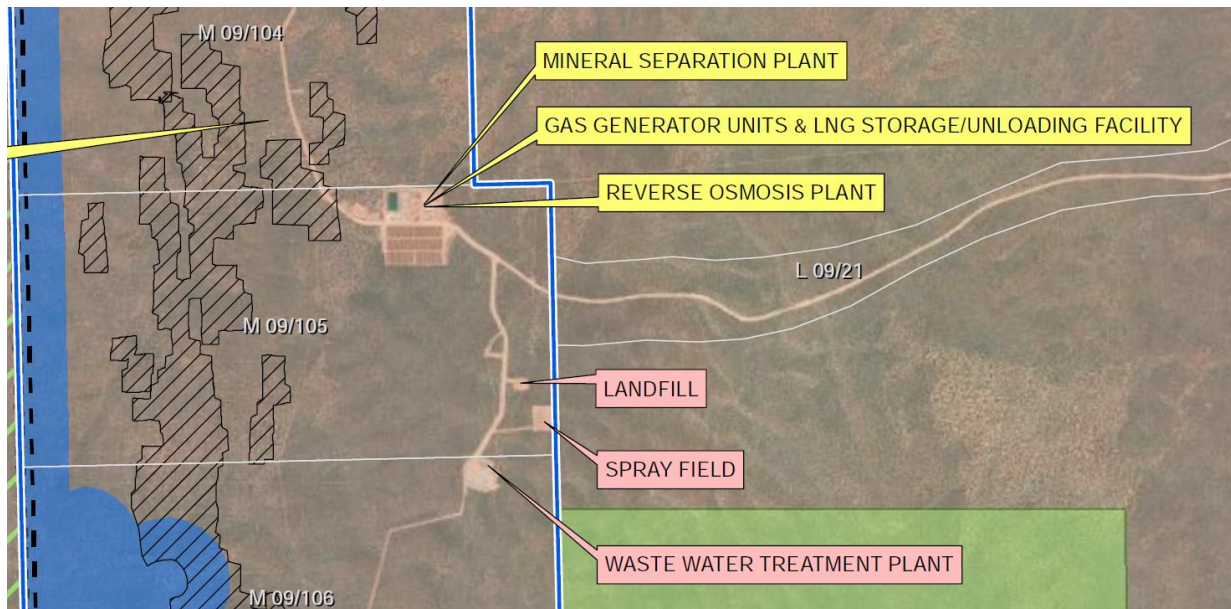 M 09/104
MINERAL SEPARATION PLANT
GAS GENERATOR UNITS & LNG STORAGE/UNLOADING FACILITY
REVERSE OSMOSIS PLANT
L 09/21
M 09/105
LANDFILL
SPRAY FIELD
WASTE WATER TREATMENT PLANT
M 09/106